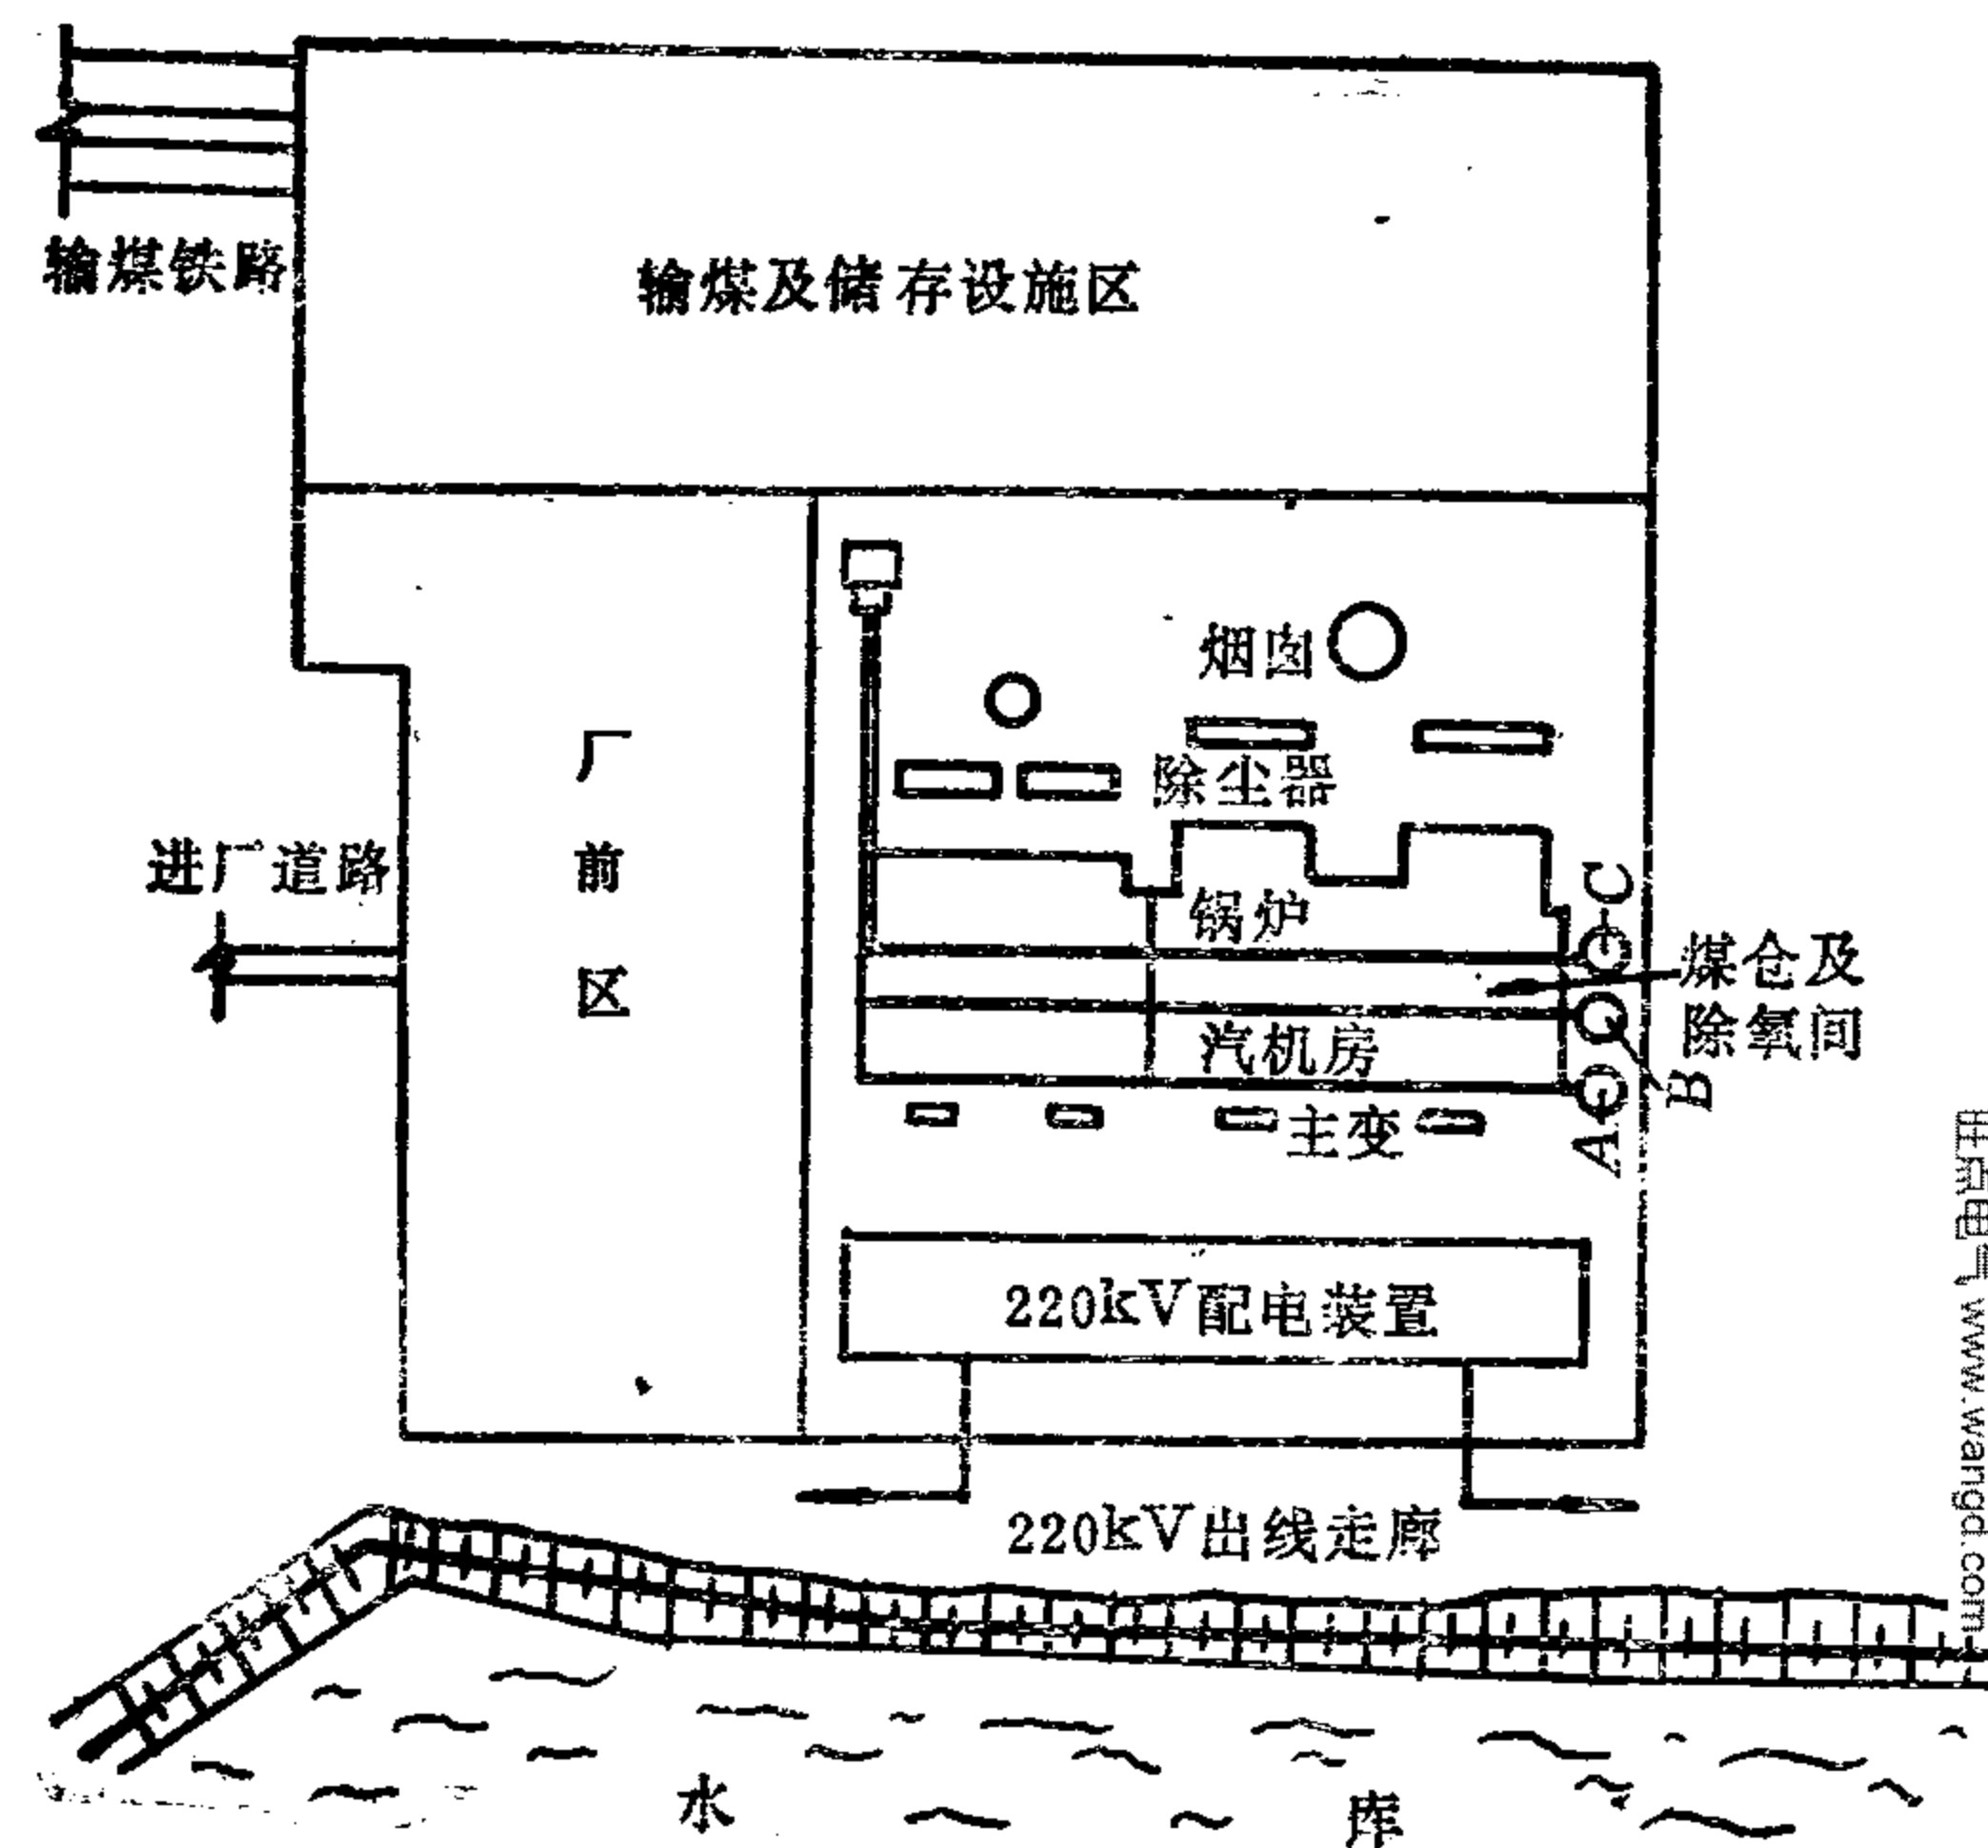 输煤铁路
输煤及储存设施区
烟囱
厂前区
除尘器
进厂道路
锅炉
C
煤仓及
除氧间
汽机房
B
主变
A
220kV配电装置
220kV出线走廊
水库
www.wangd.com